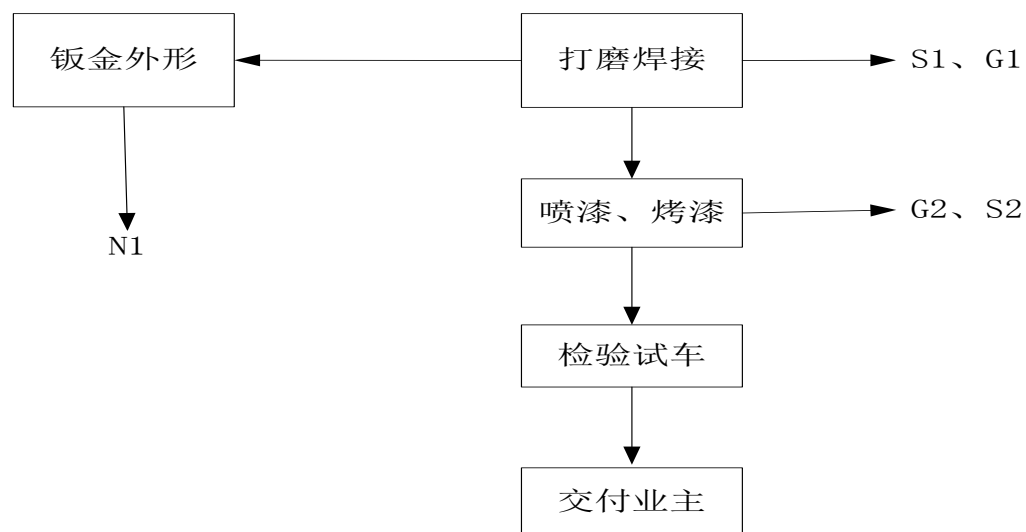 钣金外形
打磨焊接
S1、G1
喷漆、烤漆
G2、S2
N1
检验试车
交付业主